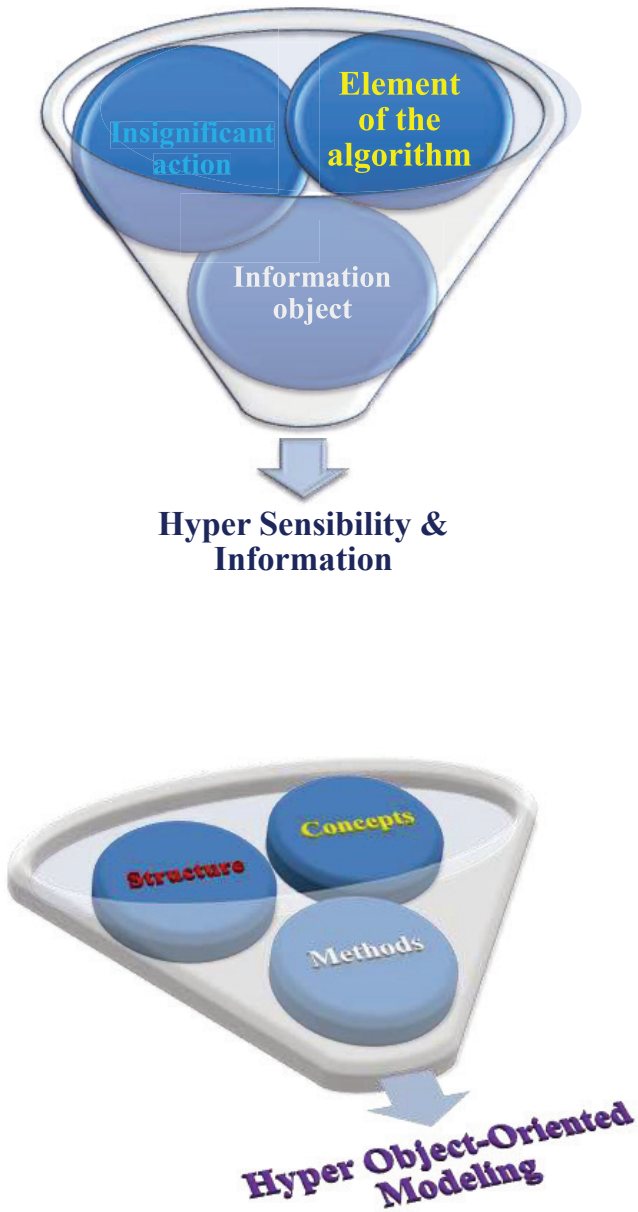 Insignificant
action
Element
of the
algorithm
Information
object
Hyper Sensibility &
Information
Concepts
Structure
Methods
Hyper Object-Oriented
Modeling